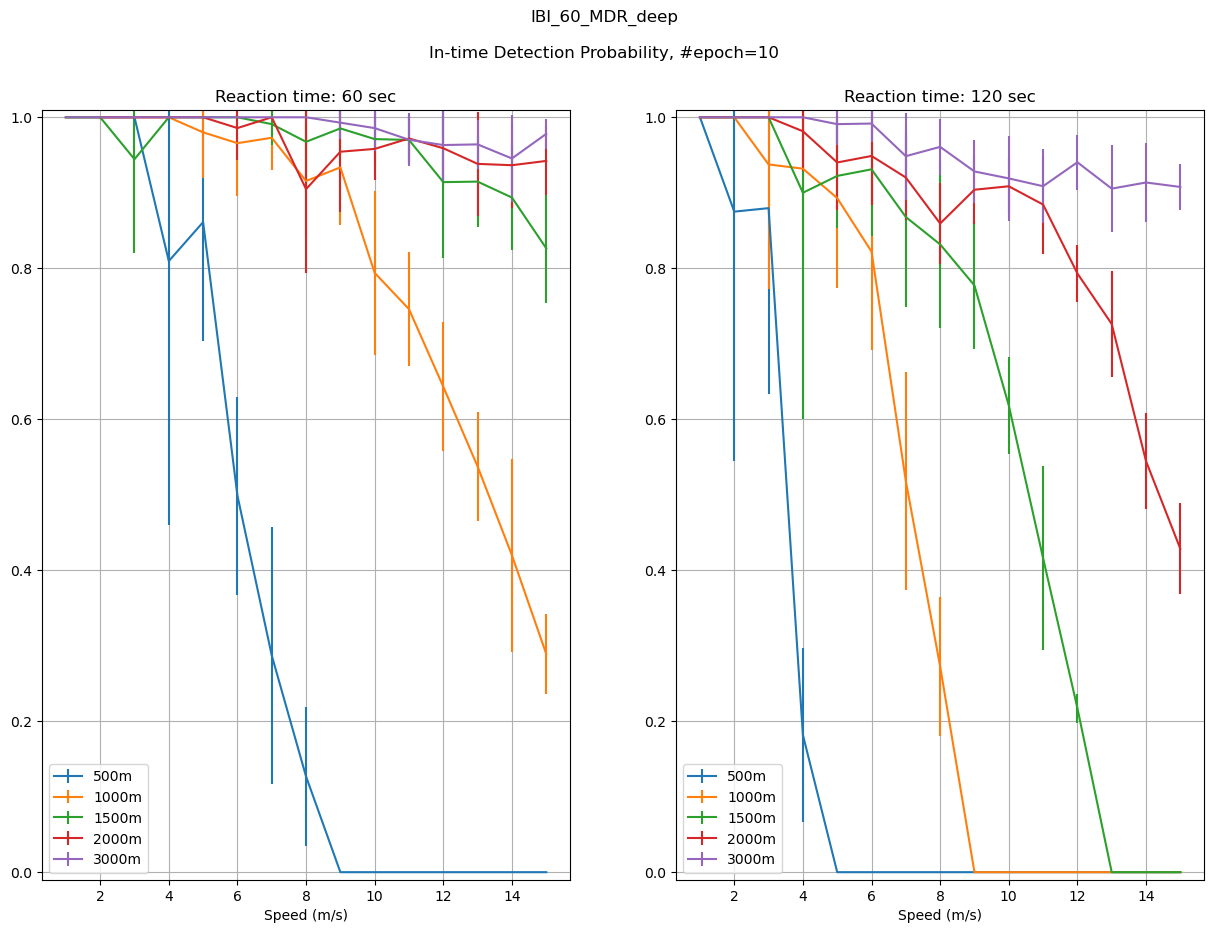 IBI_60_MDR_deep
In-time Detection Probability, #epoch=10
Reaction time: 60 sec
1.0
0.8
0.6
0.4
0.2
0.0
500m
1000m
1500m
2000m
3000m
2 4 6 8 10 12 14
Speed (m/s)
Reaction time: 120 sec
1.0
0.8
0.6
0.4
0.2
0.0
500m
1000m
1500m
2000m
3000m
2 4 6 8 10 12 14
Speed (m/s)